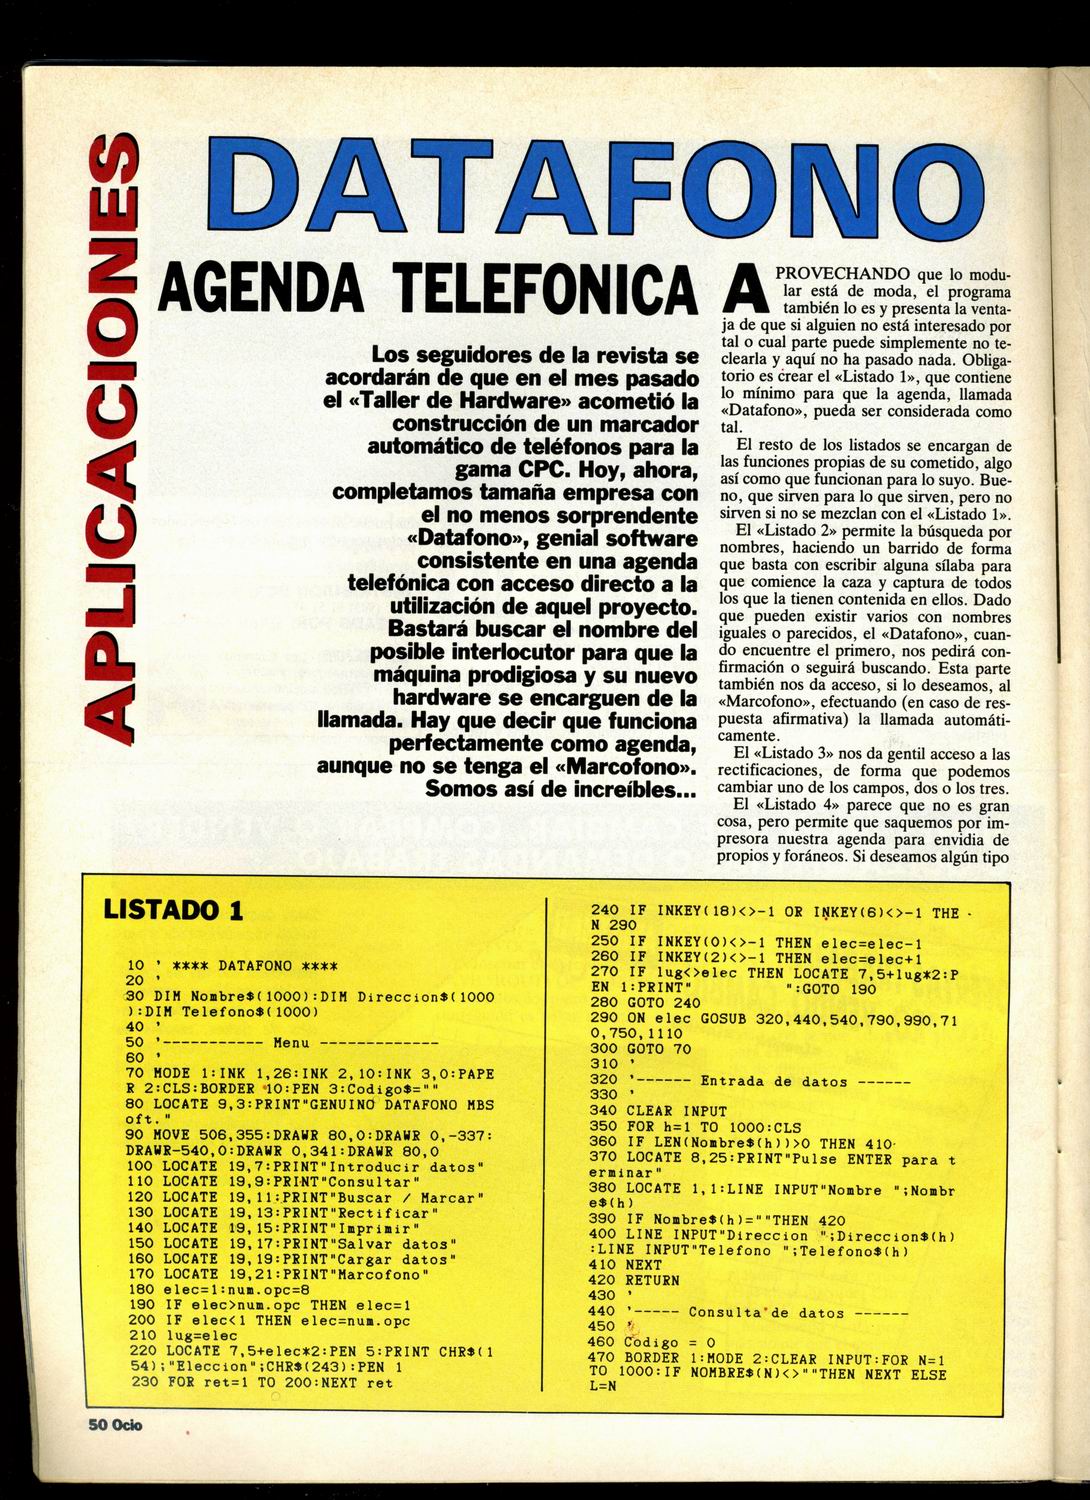 APLICACIONES
DATAFONO
AGENDA TELEFONICA
Los seguidores de la revista se
acordarán de que en el mes pasado
el «Taller de Hardware» acometió la
construcción de un marcador
automático de teléfonos para la
gama CPC. Hoy, ahora,
completamos tamaña empresa con
el no menos sorprendente
«Datafono», genial software
consistente en una agenda
telefónica con acceso directo a la
utilización de aquel proyecto.
Bastará buscar el nombre del
posible interlocutor para que la
máquina prodigiosa y su nuevo
hardware se encarguen de la
llamada. Hay que decir que funciona
perfectamente como agenda,
aunque no se tenga el «Marcofono».
Somos así de increíbles...
APROVECHANDO que lo modu-
lar está de moda, el programa
también lo es y presenta la venta-
ja de que si alguien no está interesado por
tal o cual parte puede simplemente no te-
clearla y aquí no ha pasado nada. Obliga-
torio es crear el «Listado 1», que contiene
lo mínimo para que la agenda, llamada
«Datafono», pueda ser considerada como
tal.
El resto de los listados se encargan de
las funciones propias de su cometido, algo
así como que funcionan para lo suyo. Bue-
no, que sirven para lo que sirven, pero no
sirven si no se mezclan con el «Listado 1».
El «Listado 2» permite la búsqueda por
nombres, haciendo un barrido de forma
que basta con escribir alguna sílaba para
que comience la caza y captura de todos
los que la tienen contenida en ellos. Dado
que pueden existir varios con nombres
iguales o parecidos, el «Datafono», cuan-
do encuentre el primero, nos pedirá con-
firmación o seguirá buscando. Esta parte
también nos da acceso, si lo deseamos, al
«Marcofono», efectuando (en caso de res-
puesta afirmativa) la llamada automáti-
camente.
El «Listado 3» nos da gentil acceso a las
rectificaciones, de forma que podemos
cambiar uno de los campos, dos o los tres.
El «Listado 4» parece que no es gran
cosa, pero permite que saquemos por im-
presora nuestra agenda para envidia de
propios y foráneos. Si deseamos algún tipo
LISTADO 1
10 ' **** DATAFONO ****
20 '
30 DIM Nombre$(1000):DIM Direccion$(1000
):DIM Telefono$(1000)
40 '
50 '----------- Menu -------------
60 '
70 MODE 1:INK 1,26:INK 2,10:INK 3,0:PAPE
R 2:CLS:BORDER 10:PEN 3:Codigo$=""
80 LOCATE 9,3:PRINT"GENUINO DATAFONO MBS
oft."
90 MOVE 506,355:DRAWR 80,0:DRAWR 0,-337:
DRAWR-540,0:DRAWR 0,341:DRAWR 80,0
100 LOCATE 19,7:PRINT"Introducir datos"
110 LOCATE 19,9:PRINT"Consultar"
120 LOCATE 19,11:PRINT"Buscar / Marcar"
130 LOCATE 19,13:PRINT"Rectificar"
140 LOCATE 19,15:PRINT"Imprimir"
150 LOCATE 19,17:PRINT"Salvar datos"
160 LOCATE 19,19:PRINT"Cargar datos"
170 LOCATE 19,21:PRINT"Marcofono"
180 elec=1:num.opc=8
190 IF elec>num.opc THEN elec=1
200 IF elec<1 THEN elec=num.opc
210 lug=elec
220 LOCATE 7,5+elec*2:PEN 5:PRINT CHR$(1
54);"Eleccion";CHR$(243):PEN 1
230 FOR ret=1 TO 200:NEXT ret
240 IF INKEY(18)<>-1 OR INKEY(6)<>-1 THE
N 290
250 IF INKEY(0)<>-1 THEN elec=elec-1
260 IF INKEY(2)<>-1 THEN elec=elec+1
270 IF lug<>elec THEN LOCATE 7,5+lug*2:P
EN 1:PRINT"          ":GOTO 190
280 GOTO 240
290 ON elec GOSUB 320,440,540,790,990,71
0,750,1110
300 GOTO 70
310 '
320 '------ Entrada de datos ------
330 '
340 CLEAR INPUT
350 FOR h=1 TO 1000:CLS
360 IF LEN(Nombre$(h))>0 THEN 410
370 LOCATE 8,25:PRINT"Pulse ENTER para t
erminar"
380 LOCATE 1,1:LINE INPUT"Nombre ";Nombr
e$(h)
390 IF Nombre$(h)=""THEN 420
400 LINE INPUT"Direccion ";Direccion$(h)
:LINE INPUT"Telefono ";Telefono$(h)
410 NEXT
420 RETURN
430 '
440 '----- Consulta de datos ------
450 '
460 Codigo = 0
470 BORDER 1:MODE 2:CLEAR INPUT:FOR N=1
TO 1000:IF NOMBRE$(N)<>""THEN NEXT ELSE
L=N
50 Ocio